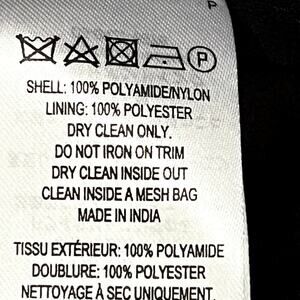 P
P
SHELL: 100% POLYAMIDE/NYLON
LINING: 100% POLYESTER
DRY CLEAN ONLY.
DO NOT IRON ON TRIM
DRY CLEAN INSIDE OUT
CLEAN INSIDE A MESH BAG
MADE IN INDIA
TISSU EXTÉRIEUR: 100% POLYAMIDE
DOUBLURE: 100% POLYESTER
NETTOYAGE À SEC UNIQUEMENT.